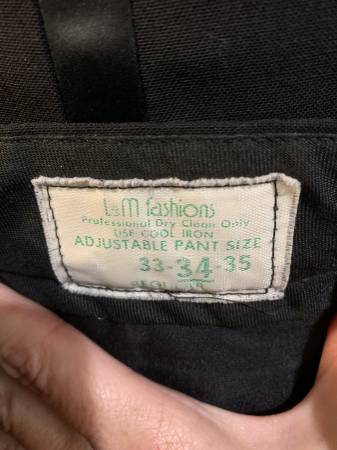 L&M fashions
Professional Dry Clean Only
USE COOL IRON
ADJUSTABLE PANT SIZE
33-34-35